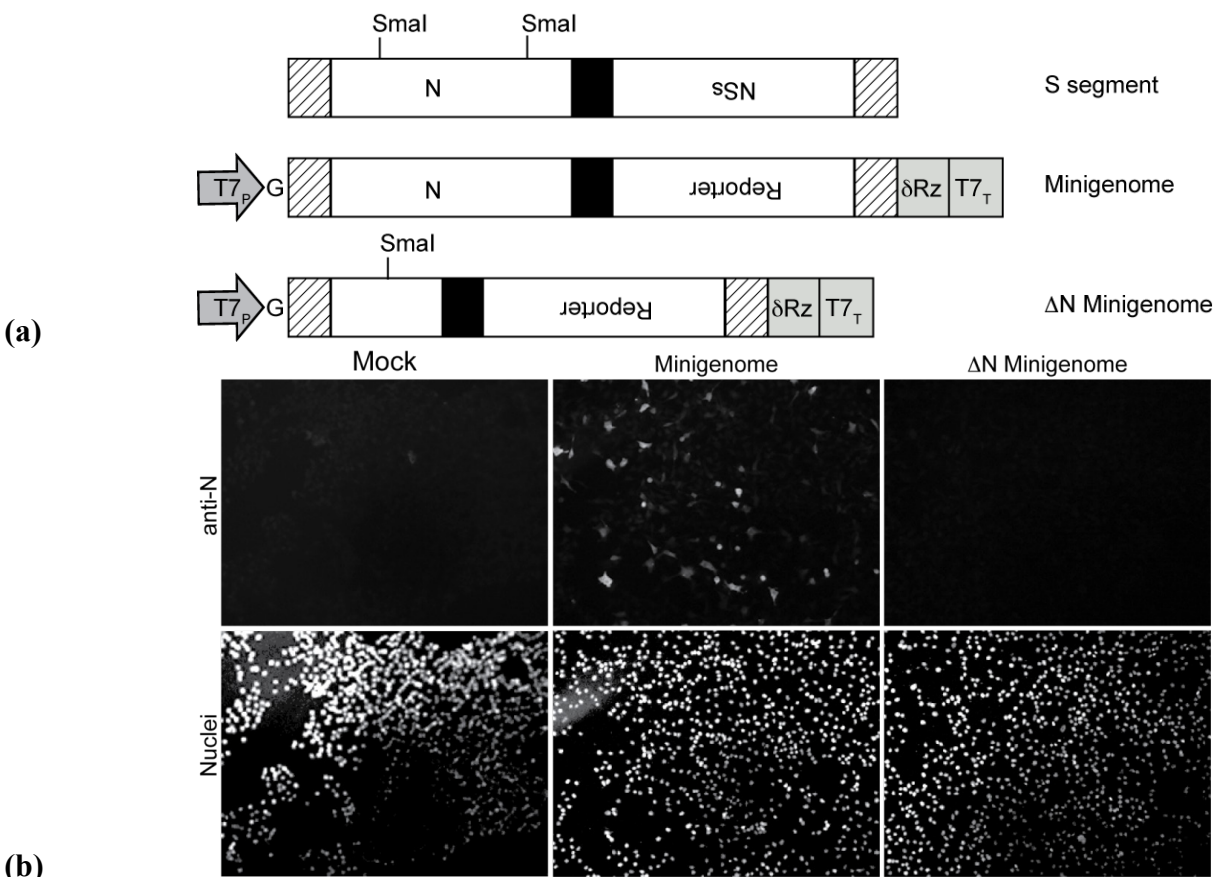 SmaI SmaI
N NSs S segment
T7P G N Reporter δRz T7T Minigenome
SmaI
T7P G Reporter δRz T7T ΔN Minigenome
(a)
Mock Minigenome ΔN Minigenome
anti-N
Nuclei
(b)